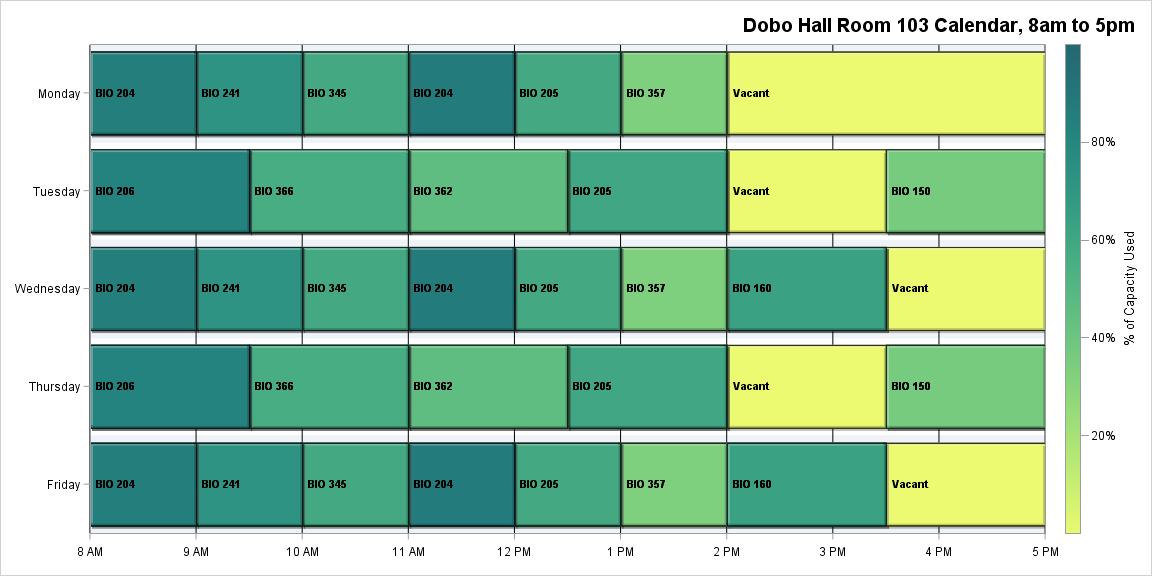 Dobo Hall Room 103 Calendar, 8am to 5pm
Monday BIO 204 BIO 241 BIO 345 BIO 204 BIO 205 BIO 357 Vacant
80%
Tuesday BIO 206 BIO 366 BIO 362 BIO 205 Vacant BIO 150
60%
% of Capacity Used
Wednesday BIO 204 BIO 241 BIO 345 BIO 204 BIO 205 BIO 357 BIO 160 Vacant
40%
Thursday BIO 206 BIO 366 BIO 362 BIO 205 Vacant BIO 150
20%
Friday BIO 204 BIO 241 BIO 345 BIO 204 BIO 205 BIO 357 BIO 160 Vacant
8 AM 9 AM 10 AM 11 AM 12 PM 1 PM 2 PM 3 PM 4 PM 5 PM